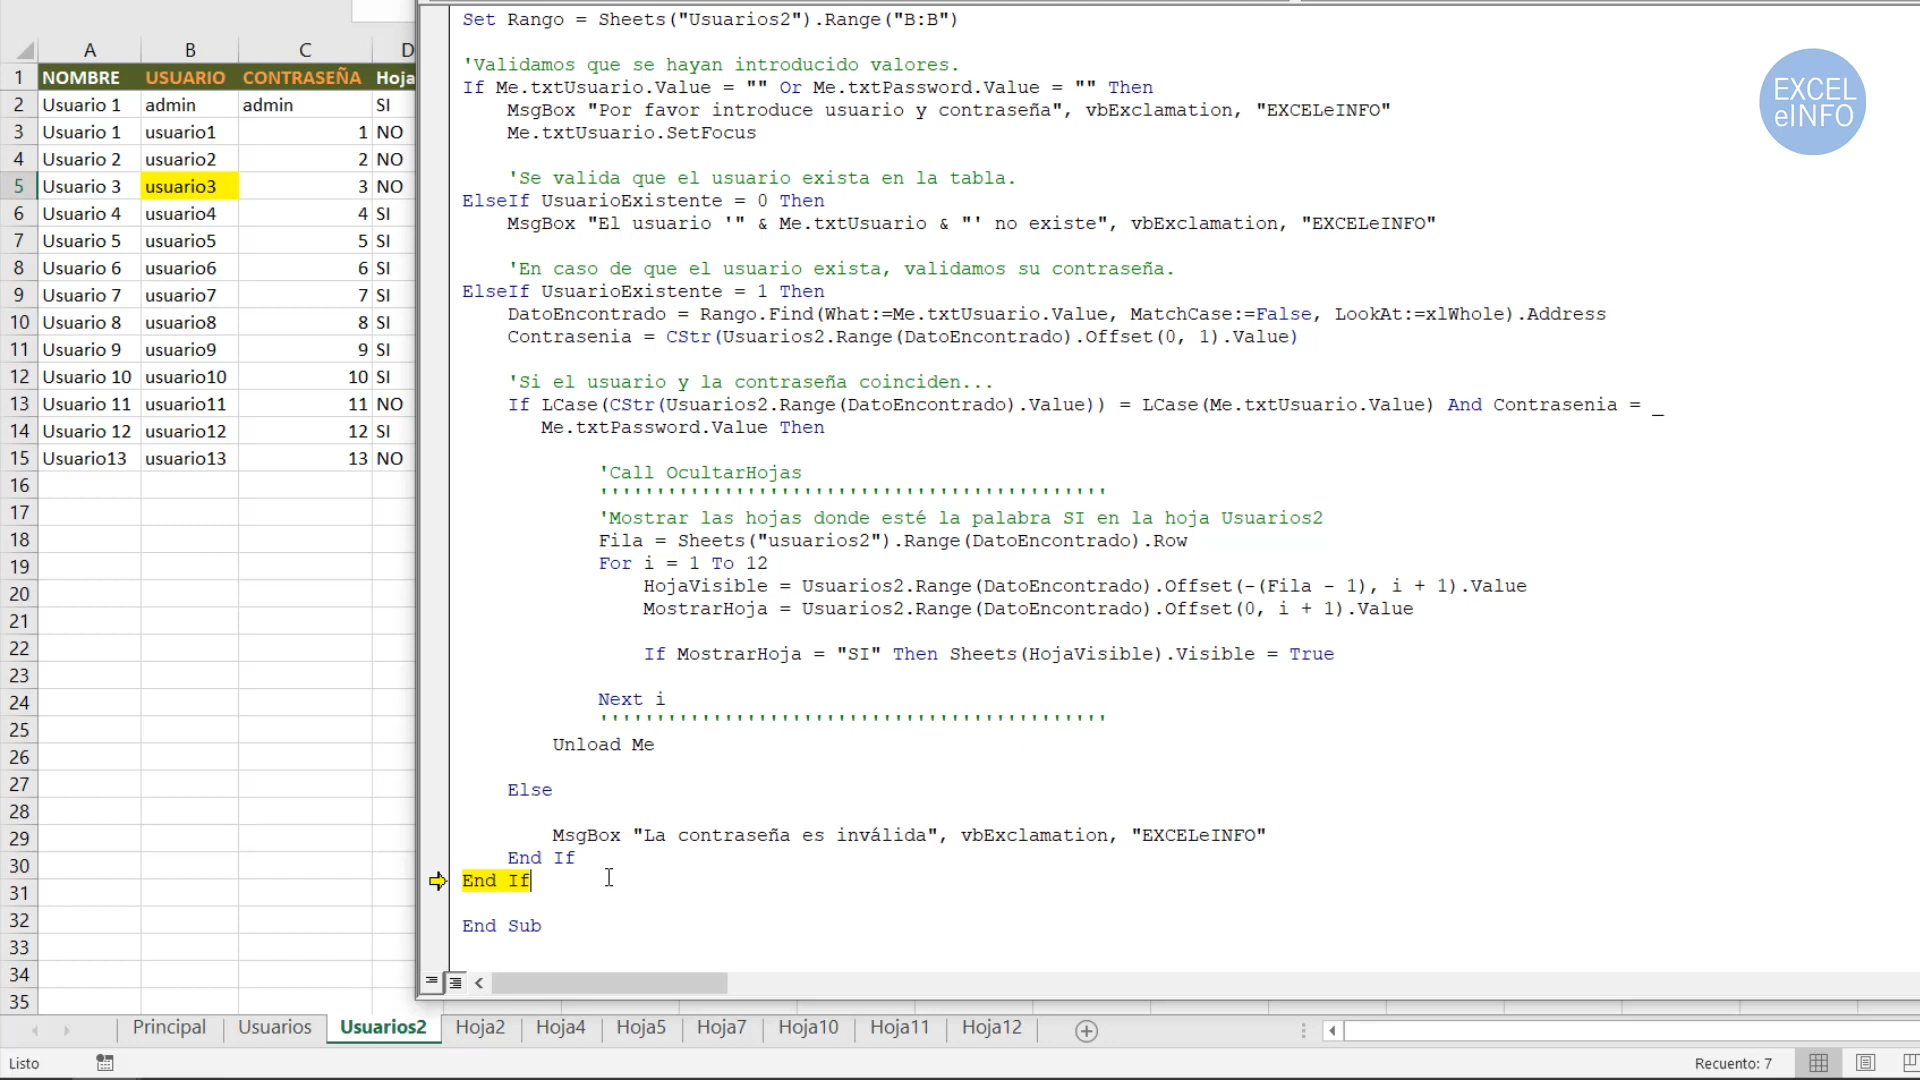 A B C D
1 NOMBRE USUARIO CONTRASEÑA Hoja
2 Usuario 1 admin admin SI
3 Usuario 1 usuario1 1 NO
4 Usuario 2 usuario2 2 NO
5 Usuario 3 usuario3 3 NO
6 Usuario 4 usuario4 4 SI
7 Usuario 5 usuario5 5 SI
8 Usuario 6 usuario6 6 SI
9 Usuario 7 usuario7 7 SI
10 Usuario 8 usuario8 8 SI
11 Usuario 9 usuario9 9 SI
12 Usuario 10 usuario10 10 SI
13 Usuario 11 usuario11 11 NO
14 Usuario 12 usuario12 12 SI
15 Usuario13 usuario13 13 NO
16
17
18
19
20
21
22
23
24
25
26
27
28
29
30
31
32
33
34
35
Set Rango = Sheets("Usuarios2").Range("B:B")
'Validamos que se hayan introducido valores.
If Me.txtUsuario.Value = "" Or Me.txtPassword.Value = "" Then
MsgBox "Por favor introduce usuario y contraseña", vbExclamation, "EXCELeINFO"
Me.txtUsuario.SetFocus
'Se valida que el usuario exista en la tabla.
ElseIf UsuarioExistente = 0 Then
MsgBox "El usuario '" & Me.txtUsuario & "' no existe", vbExclamation, "EXCELeINFO"
'En caso de que el usuario exista, validamos su contraseña.
ElseIf UsuarioExistente = 1 Then
DatoEncontrado = Rango.Find(What:=Me.txtUsuario.Value, MatchCase:=False, LookAt:=xlWhole).Address
Contrasenia = CStr(Usuarios2.Range(DatoEncontrado).Offset(0, 1).Value)
'Si el usuario y la contraseña coinciden...
If LCase(CStr(Usuarios2.Range(DatoEncontrado).Value)) = LCase(Me.txtUsuario.Value) And Contrasenia = _
Me.txtPassword.Value Then
'Call OcultarHojas
'''''''''''''''''''''''''''''''''''''''''''''
'Mostrar las hojas donde esté la palabra SI en la hoja Usuarios2
Fila = Sheets("usuarios2").Range(DatoEncontrado).Row
For i = 1 To 12
HojaVisible = Usuarios2.Range(DatoEncontrado).Offset(-(Fila - 1), i + 1).Value
MostrarHoja = Usuarios2.Range(DatoEncontrado).Offset(0, i + 1).Value
If MostrarHoja = "SI" Then Sheets(HojaVisible).Visible = True
Next i
'''''''''''''''''''''''''''''''''''''''''''''
Unload Me
Else
MsgBox "La contraseña es inválida", vbExclamation, "EXCELeINFO"
End If
End If
End Sub
EXCEL
eINFO
Principal Usuarios Usuarios2 Hoja2 Hoja4 Hoja5 Hoja7 Hoja10 Hoja11 Hoja12
Listo Recuento: 7